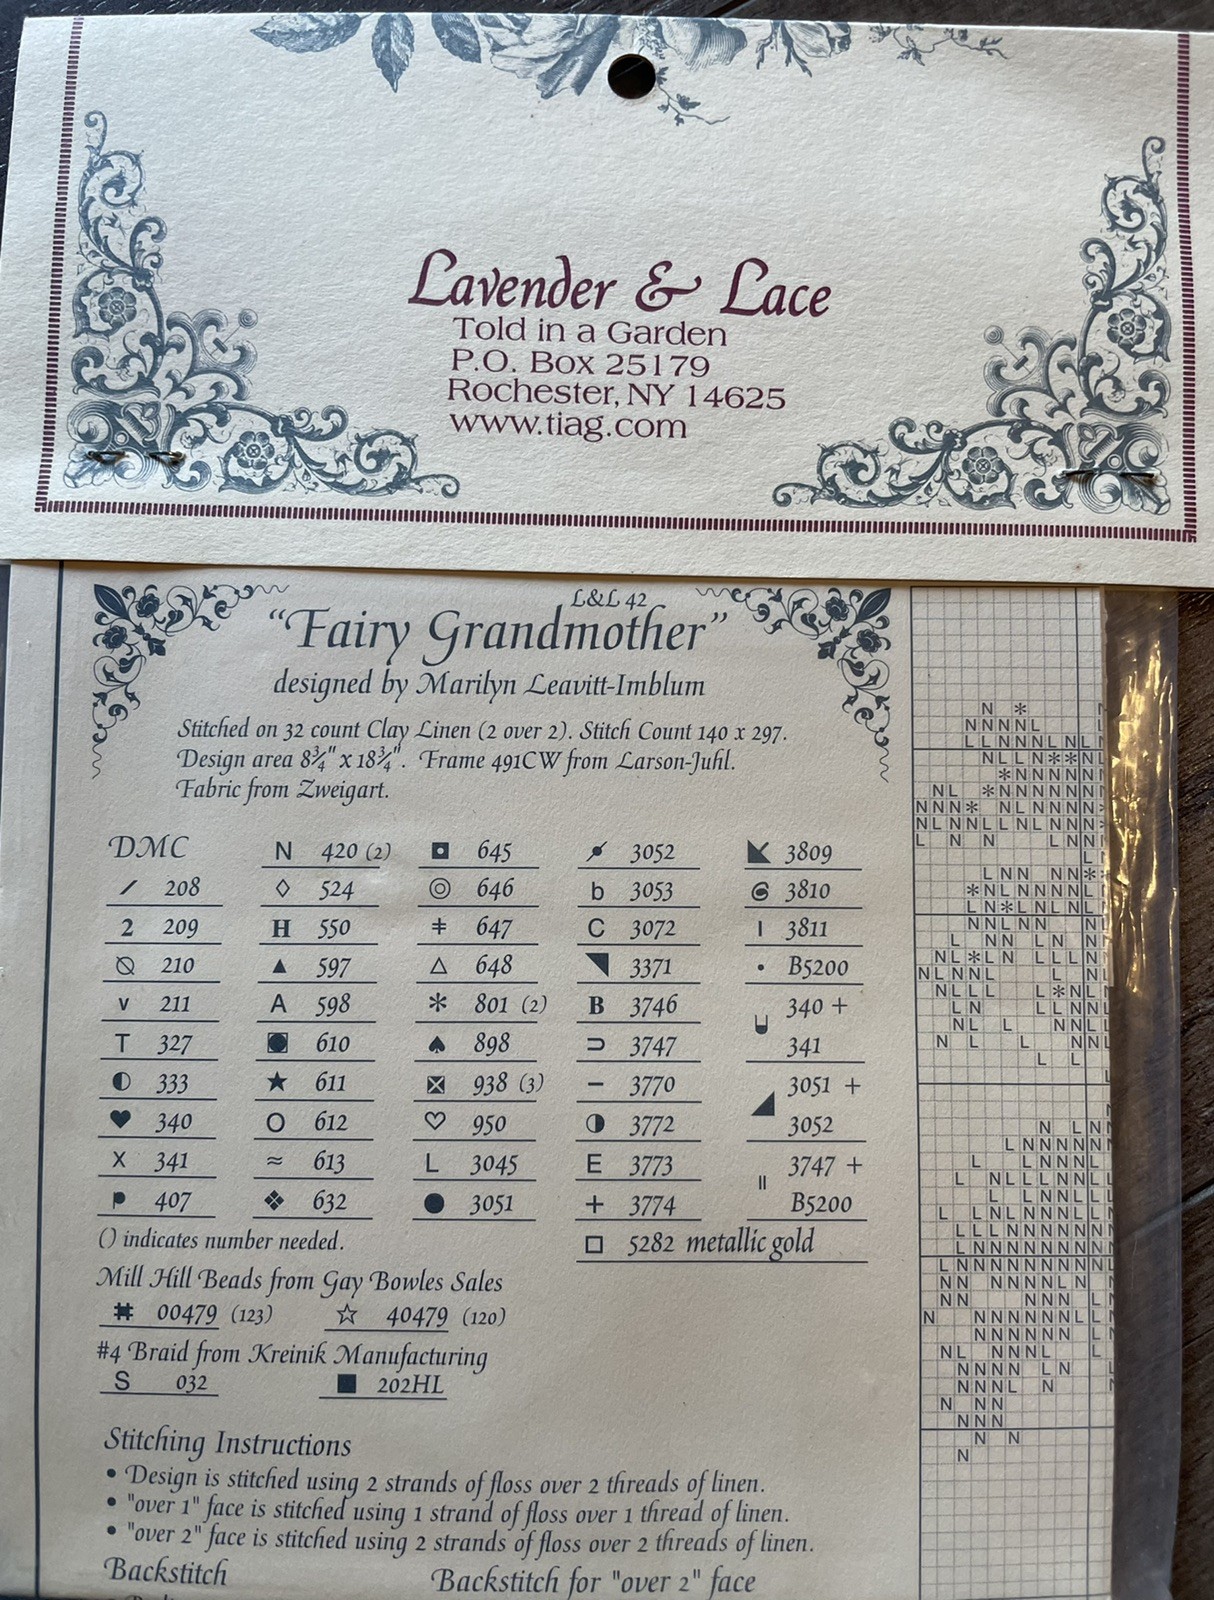 Lavender & Lace
Told in a Garden
P.O. Box 25179
Rochester, NY 14625
www.tiag.com
L&L 42
"Fairy Grandmother"
designed by Marilyn Leavitt-Imblum
Stitched on 32 count Clay Linen (2 over 2). Stitch Count 140 x 297.
Design area 8¾" x 18¾". Frame 491CW from Larson-Juhl.
Fabric from Zweigart.
DMC
/ 208
2 209
⦰ 210
v 211
T 327
◐ 333
♥ 340
X 341
P 407
N 420 (2)
◇ 524
H 550
▲ 597
A 598
◙ 610
★ 611
O 612
≈ 613
❖ 632
◘ 645
◎ 646
ǂ 647
△ 648
* 801 (2)
♠ 898
⊠ 938 (3)
♡ 950
L 3045
● 3051
3052
b 3053
C 3072
◥ 3371
B 3746
⊃ 3747
– 3770
◑ 3772
E 3773
+ 3774
□ 5282 metallic gold
3809
3810
I 3811
• B5200
340 +
341
◢ 3051 +
3052
II 3747 +
B5200
() indicates number needed.
Mill Hill Beads from Gay Bowles Sales
⌗ 00479 (123) ☆ 40479 (120)
#4 Braid from Kreinik Manufacturing
S 032 ■ 202HL
Stitching Instructions
• Design is stitched using 2 strands of floss over 2 threads of linen.
• "over 1" face is stitched using 1 strand of floss over 1 thread of linen.
• "over 2" face is stitched using 2 strands of floss over 2 threads of linen.
Backstitch Backstitch for "over 2" face